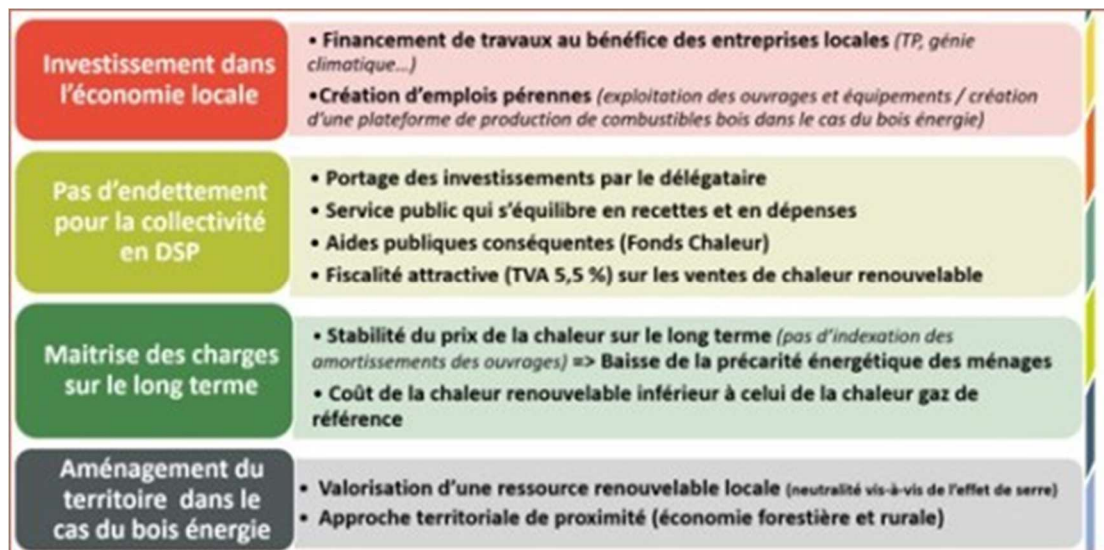 Investissement dans
l'économie locale
• Financement de travaux au bénéfice des entreprises locales (TP, génie
climatique...)
•Création d'emplois pérennes (exploitation des ouvrages et équipements / création
d'une plateforme de production de combustibles bois dans le cas du bois énergie)
Pas d'endettement
pour la collectivité
en DSP
• Portage des investissements par le délégataire
• Service public qui s'équilibre en recettes et en dépenses
• Aides publiques conséquentes (Fonds Chaleur)
• Fiscalité attractive (TVA 5,5 %) sur les ventes de chaleur renouvelable
Maitrise des charges
sur le long terme
• Stabilité du prix de la chaleur sur le long terme (pas d'indexation des
amortissements des ouvrages) => Baisse de la précarité énergétique des ménages
• Coût de la chaleur renouvelable inférieur à celui de la chaleur gaz de
référence
Aménagement du
territoire dans le
cas du bois énergie
• Valorisation d'une ressource renouvelable locale (neutralité vis-à-vis de l'effet de serre)
• Approche territoriale de proximité (économie forestière et rurale)